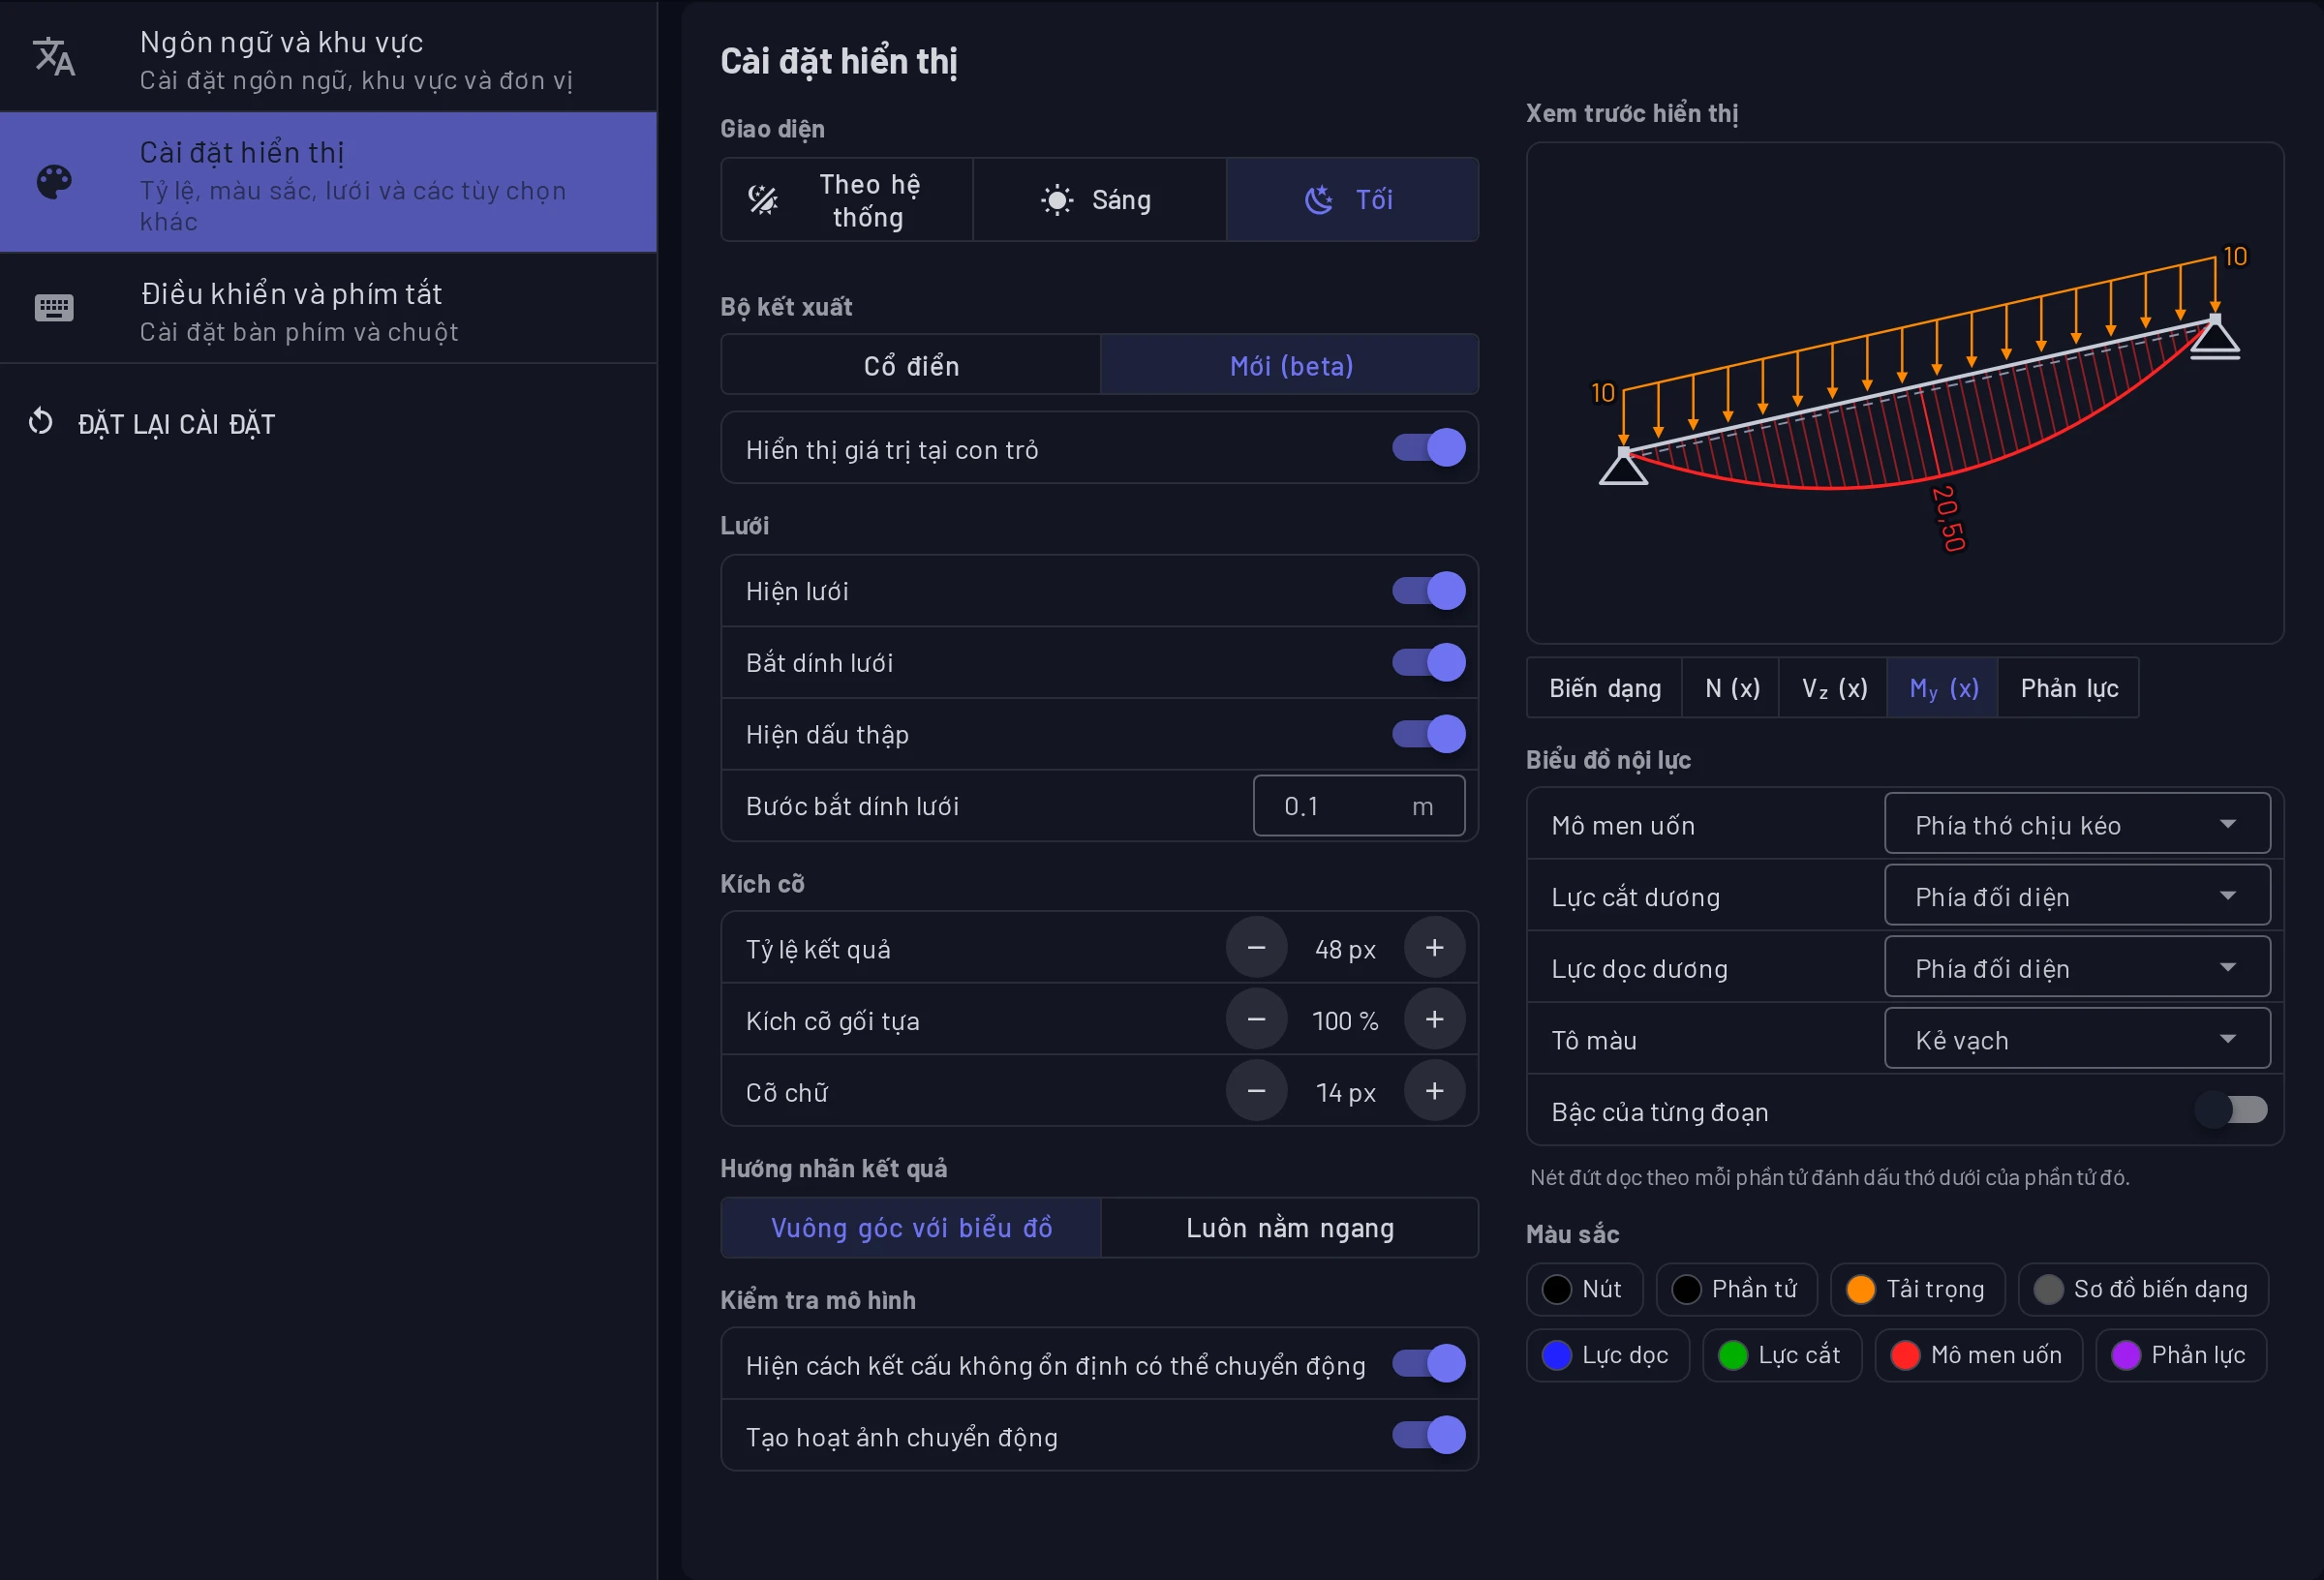 Ngôn ngữ và khu vực
Cài đặt ngôn ngữ, khu vực và đơn vị
Cài đặt hiển thị
Tỷ lệ, màu sắc, lưới và các tùy chọn
khác
Điều khiển và phím tắt
Cài đặt bàn phím và chuột
ĐẶT LẠI CÀI ĐẶT
Cài đặt hiển thị
Giao diện
Theo hệ
thống
Sáng
Tối
Bộ kết xuất
Cổ điển
Mới (beta)
Hiển thị giá trị tại con trỏ
Lưới
Hiện lưới
Bắt dính lưới
Hiện dấu thập
Bước bắt dính lưới
0.1 m
Kích cỡ
Tỷ lệ kết quả
− 48 px +
Kích cỡ gối tựa
− 100 % +
Cỡ chữ
− 14 px +
Hướng nhãn kết quả
Vuông góc với biểu đồ
Luôn nằm ngang
Kiểm tra mô hình
Hiện cách kết cấu không ổn định có thể chuyển động
Tạo hoạt ảnh chuyển động
Xem trước hiển thị
10
10
20,50
Biến dạng
N (x)
Vz (x)
My (x)
Phản lực
Biểu đồ nội lực
Mô men uốn
Phía thớ chịu kéo
Lực cắt dương
Phía đối diện
Lực dọc dương
Phía đối diện
Tô màu
Kẻ vạch
Bậc của từng đoạn
Nét đứt dọc theo mỗi phần tử đánh dấu thớ dưới của phần tử đó.
Màu sắc
Nút
Phần tử
Tải trọng
Sơ đồ biến dạng
Lực dọc
Lực cắt
Mô men uốn
Phản lực